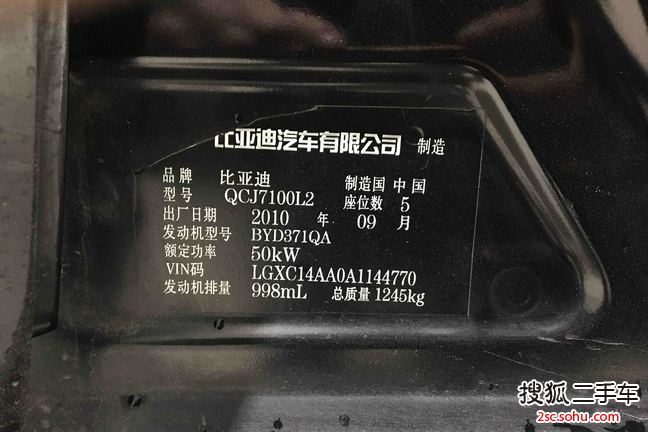 比亚迪汽车有限公司 制造
品牌 比亚迪 制造国 中国
型号 QCJ7100L2 座位数 5
出厂日期 2010 年 09 月
发动机型号 BYD371QA
额定功率 50kW
VIN码 LGXC14AA0A1144770
发动机排量 998mL 总质量 1245kg
搜狐二手车
2sc.sohu.com